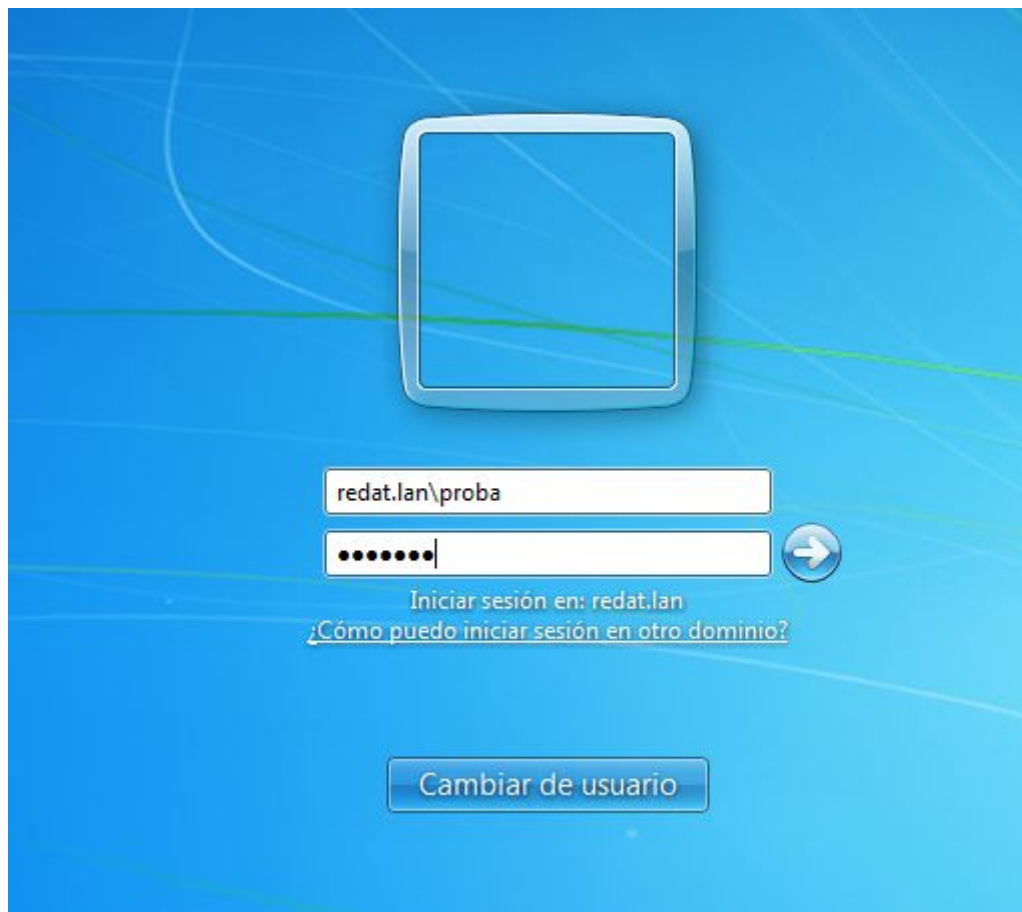 redat.lan\proba
●●●●●●●
Iniciar sesión en: redat.lan
¿Cómo puedo iniciar sesión en otro dominio?
Cambiar de usuario